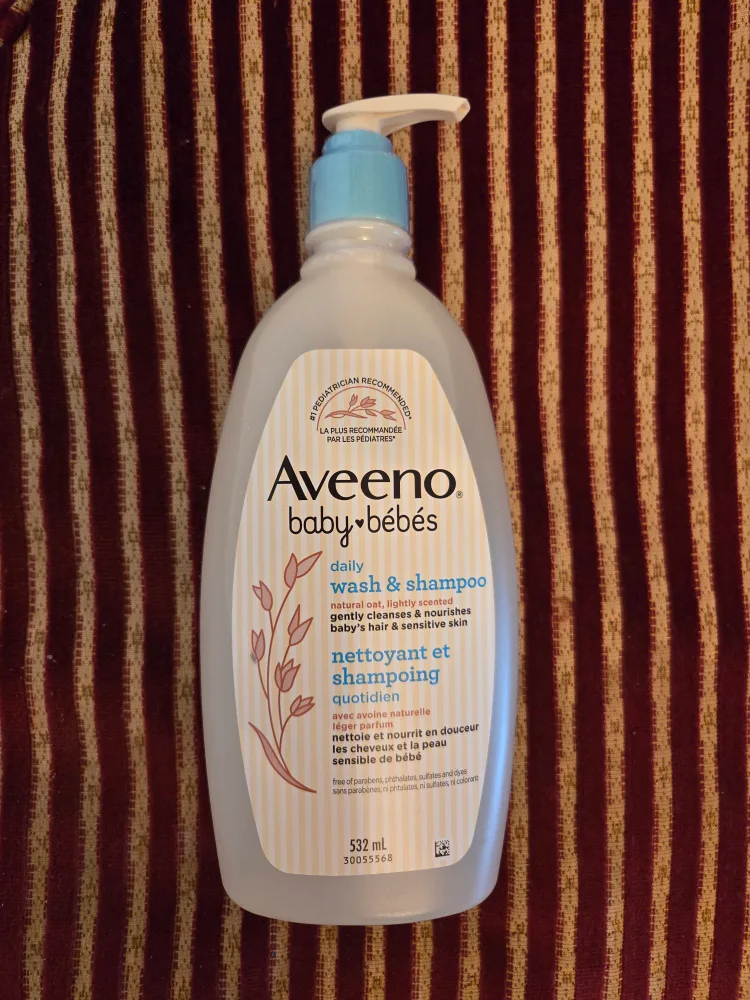 #1 PEDIATRICIAN RECOMMENDED*
LA PLUS RECOMMANDÉE
PAR LES PÉDIATRES*
Aveeno®
baby♥bébés
daily
wash & shampoo
natural oat, lightly scented
gently cleanses & nourishes
baby's hair & sensitive skin
nettoyant et
shampoing
quotidien
avec avoine naturelle
léger parfum
nettoie et nourrit en douceur
les cheveux et la peau
sensible de bébé
free of parabens, phthalates, sulfates and dyes
sans parabènes, ni phtalates, ni sulfates, ni colorant
532 mL
30055568